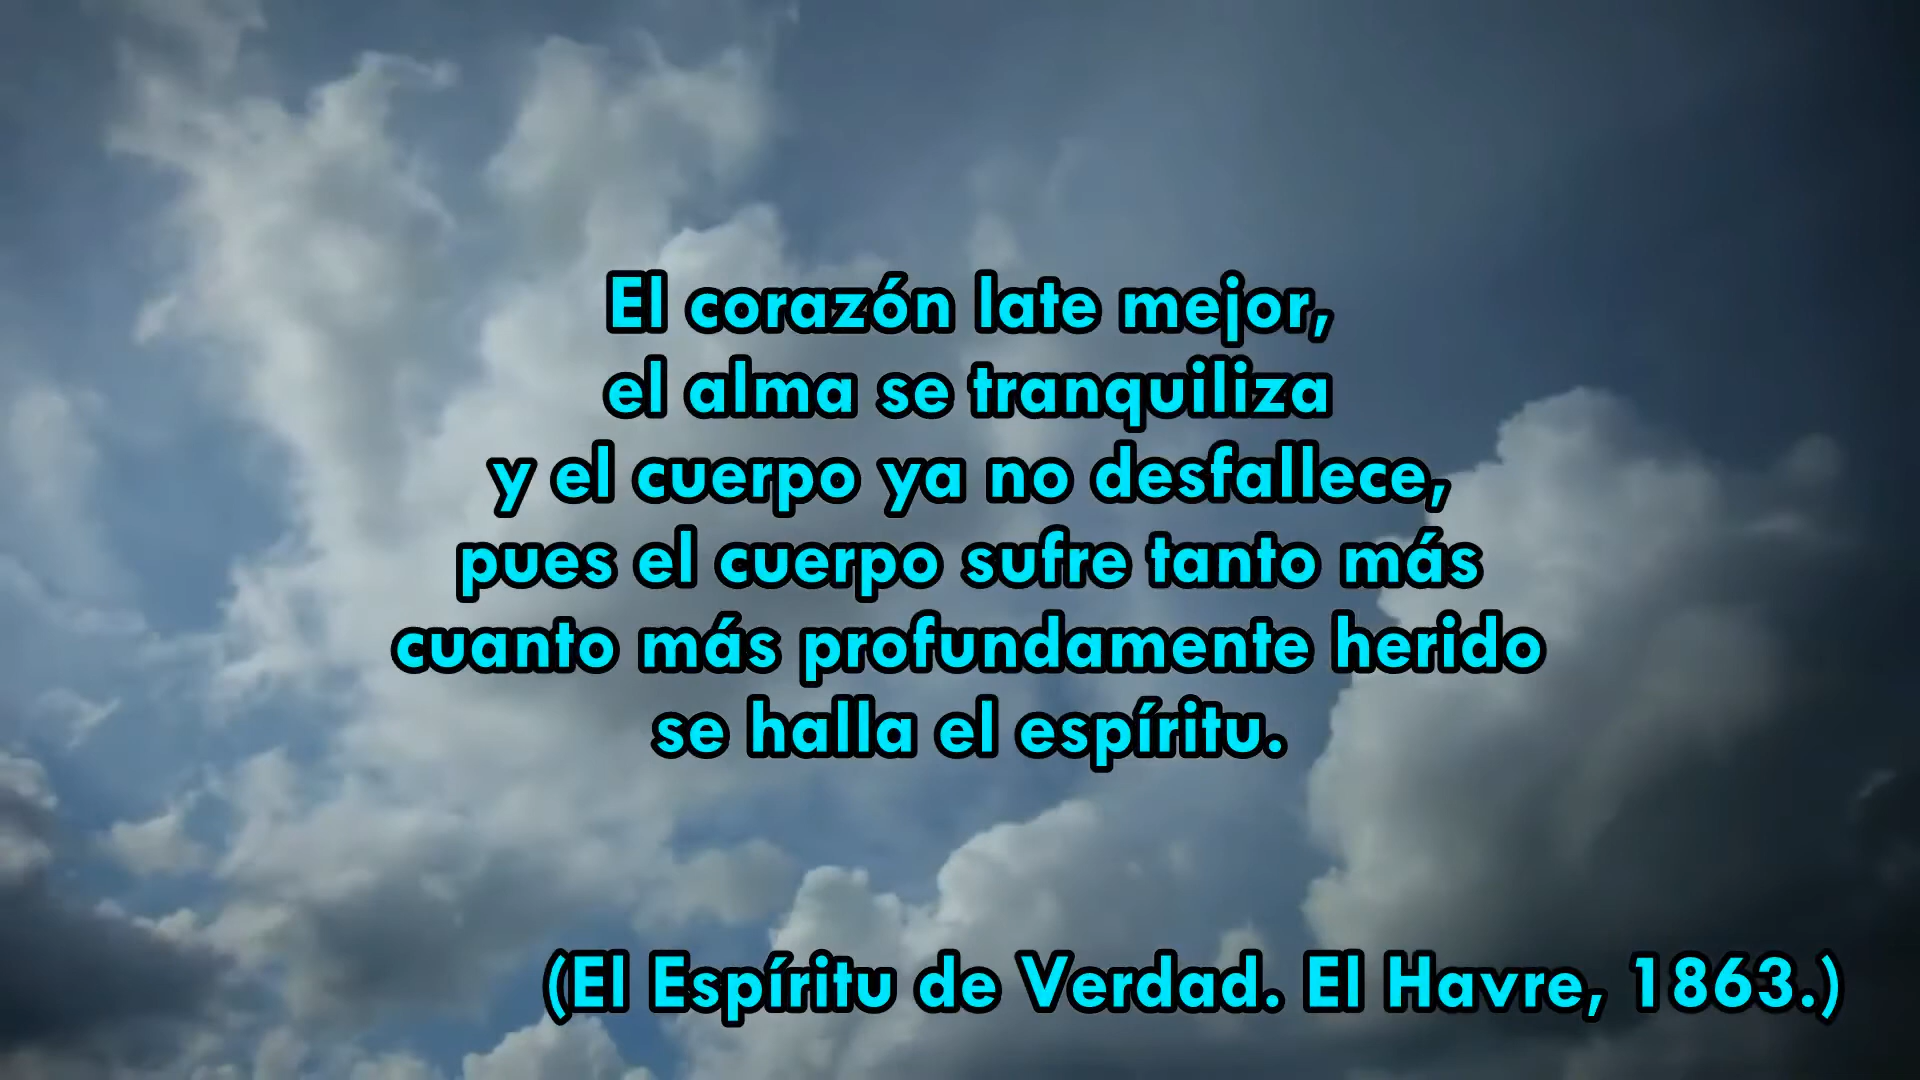 El corazón late mejor,
el alma se tranquiliza
y el cuerpo ya no desfallece,
pues el cuerpo sufre tanto más
cuanto más profundamente herido
se halla el espíritu.
(El Espíritu de Verdad. El Havre, 1863.)